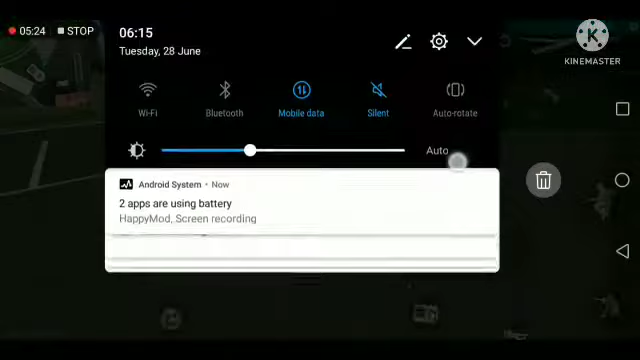 05:24 STOP
06:15
Tuesday, 28 June
KINEMASTER
Wi-Fi Bluetooth Mobile data Silent Auto-rotate
Auto
Android System • Now
2 apps are using battery
HappyMod, Screen recording